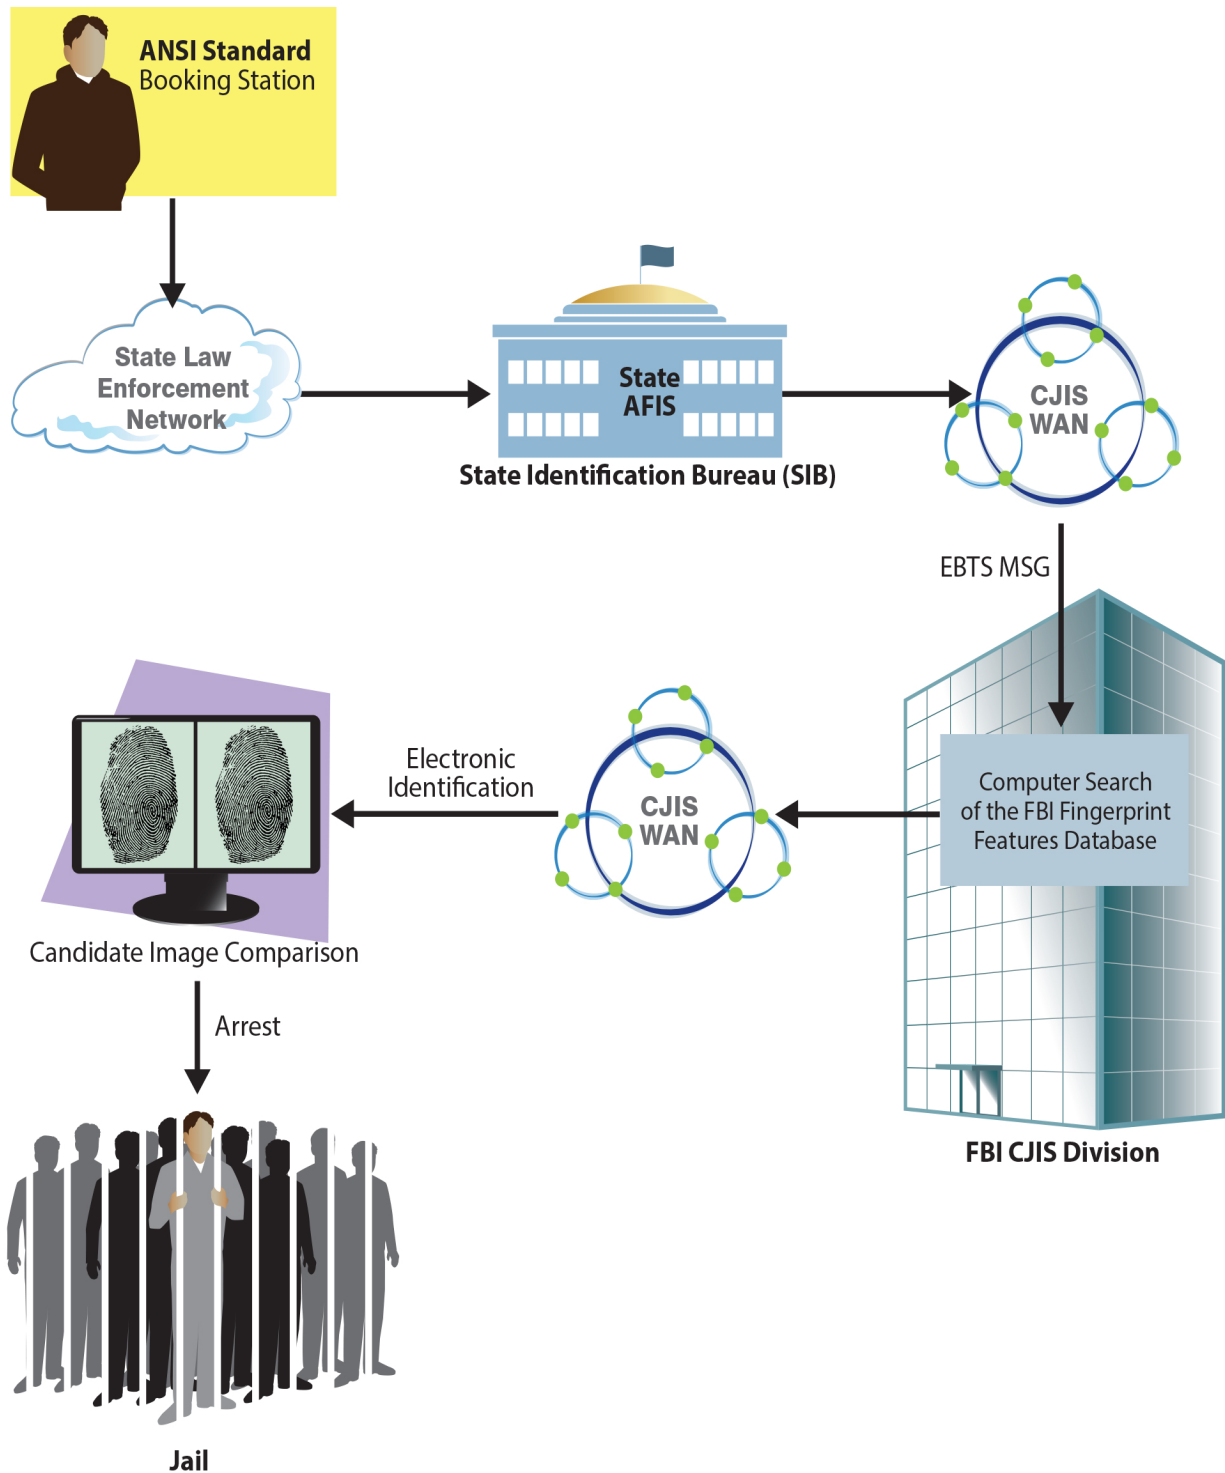 ANSI Standard
Booking Station
State Law
Enforcement
Network
State
AFIS
State Identification Bureau (SIB)
CJIS
WAN
EBTS MSG
Computer Search
of the FBI Fingerprint
Features Database
FBI CJIS Division
CJIS
WAN
Electronic
Identification
Candidate Image Comparison
Arrest
Jail